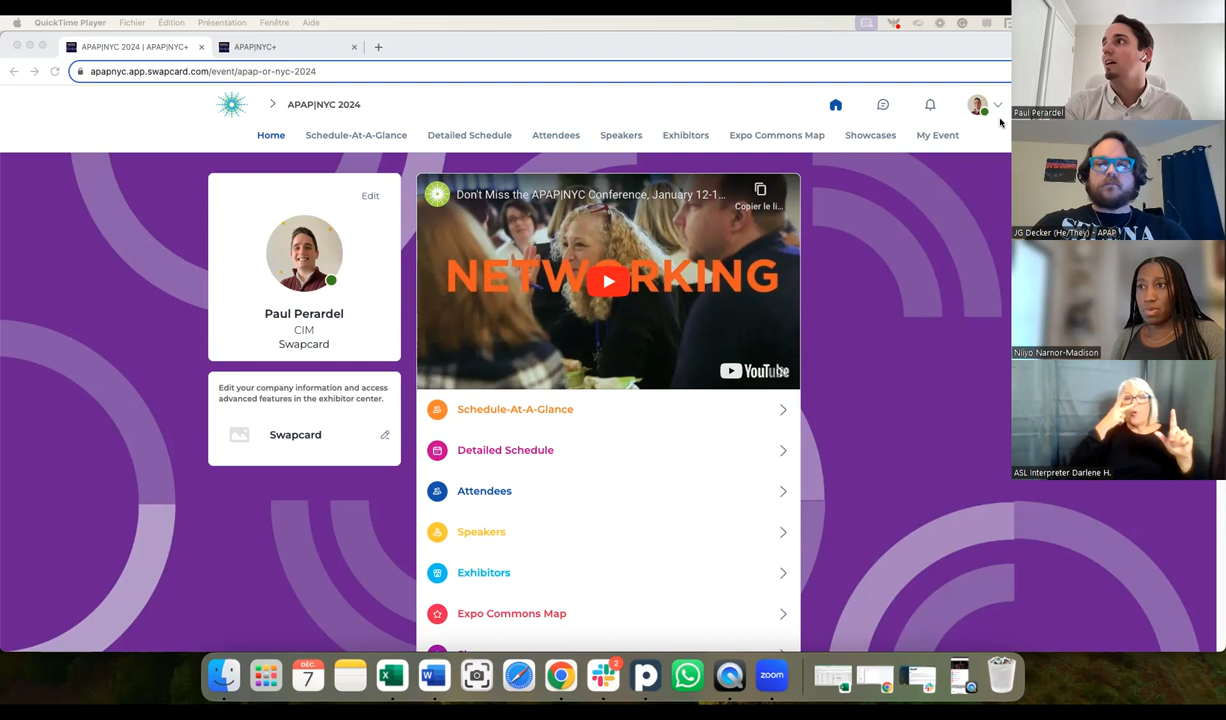 QuickTime Player Fichier Édition Présentation Fenêtre Aide
APAP|NYC 2024 | APAP|NYC+
APAP|NYC+
apapnyc.app.swapcard.com/event/apap-or-nyc-2024
APAP|NYC 2024
Home Schedule-At-A-Glance Detailed Schedule Attendees Speakers Exhibitors Expo Commons Map Showcases My Event
Edit
Paul Perardel
CIM
Swapcard
Edit your company information and access
advanced features in the exhibitor center.
Swapcard
Don't Miss the APAP|NYC Conference, January 12-1...
Copier le li...
NETWORKING
YouTube
Schedule-At-A-Glance
Detailed Schedule
Attendees
Speakers
Exhibitors
Expo Commons Map
Paul Perardel
JG Decker (He/They) - APAP
Niiyo Narnor-Madison
ASL Interpreter Darlene H.
DÉC.
7
2
zoom